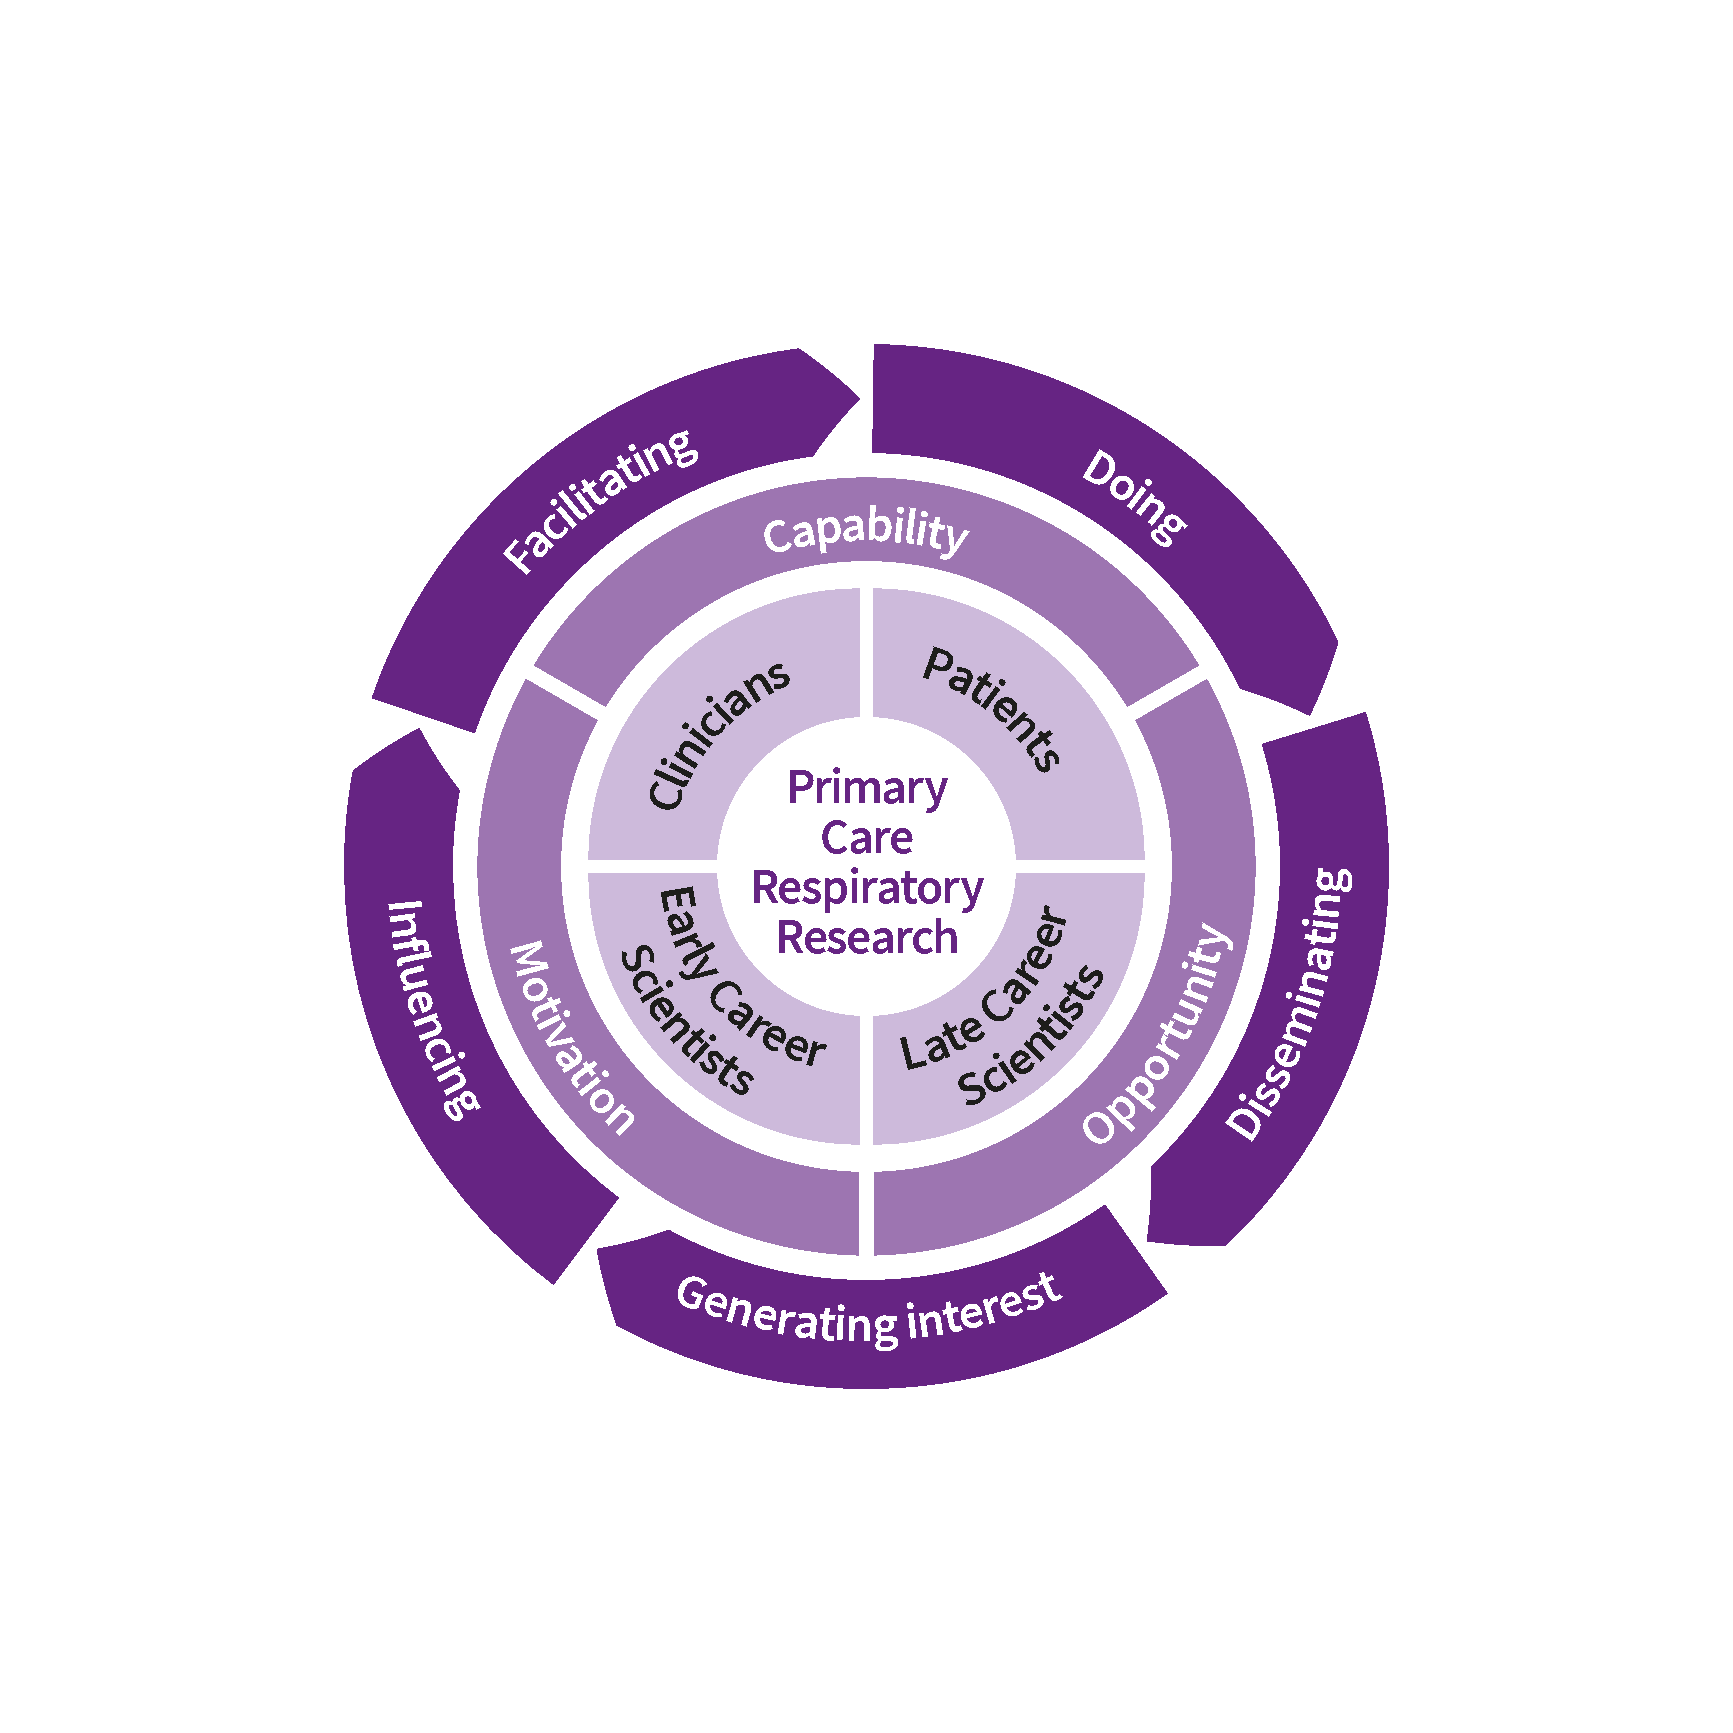 Facilitating
Doing
Capability
Clinicians
Patients
Primary
Care
Respiratory
Research
Early Career
Scientists
Late Career
Scientists
Motivation
Opportunity
Influencing
Disseminating
Generating interest